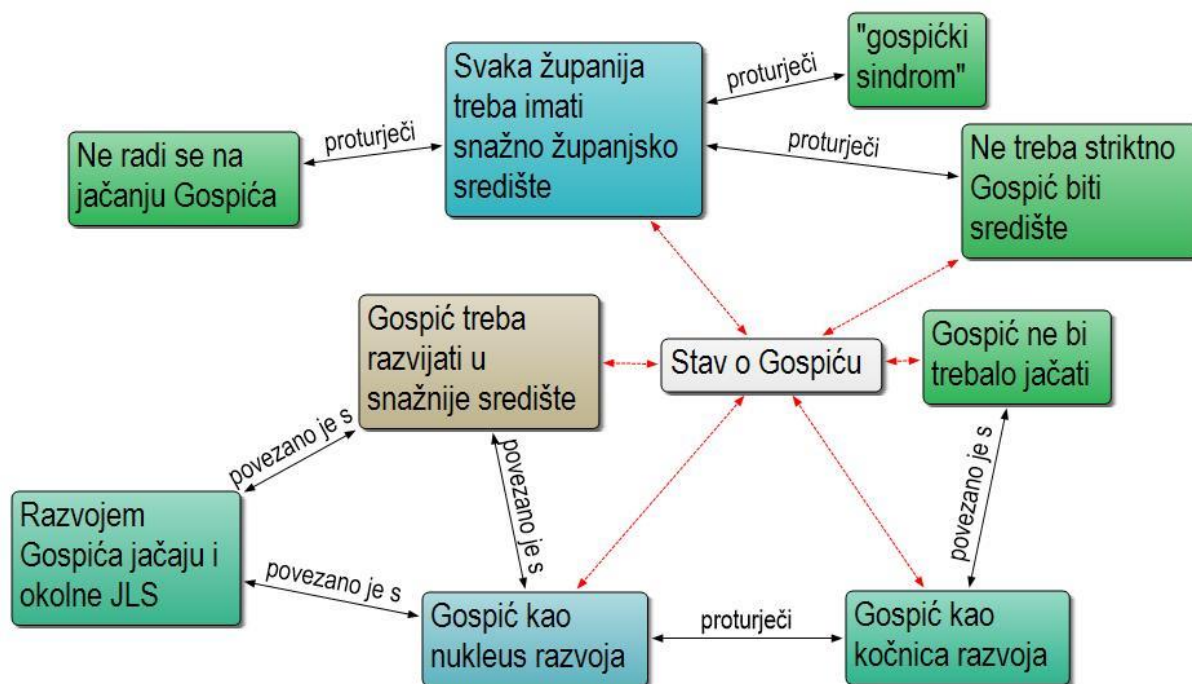 "gospićki
sindrom"
Svaka županija
treba imati
snažno županjsko
središte
proturječi
proturječi
proturječi
Ne radi se na
jačanju Gospića
Ne treba striktno
Gospić biti
središte
Gospić treba
razvijati u
snažnije središte
Stav o Gospiću
Gospić ne bi
trebalo jačati
povezano je s
povezano je s
povezano je s
Razvojem
Gospića jačaju i
okolne JLS
povezano je s
Gospić kao
nukleus razvoja
proturječi
Gospić kao
kočnica razvoja